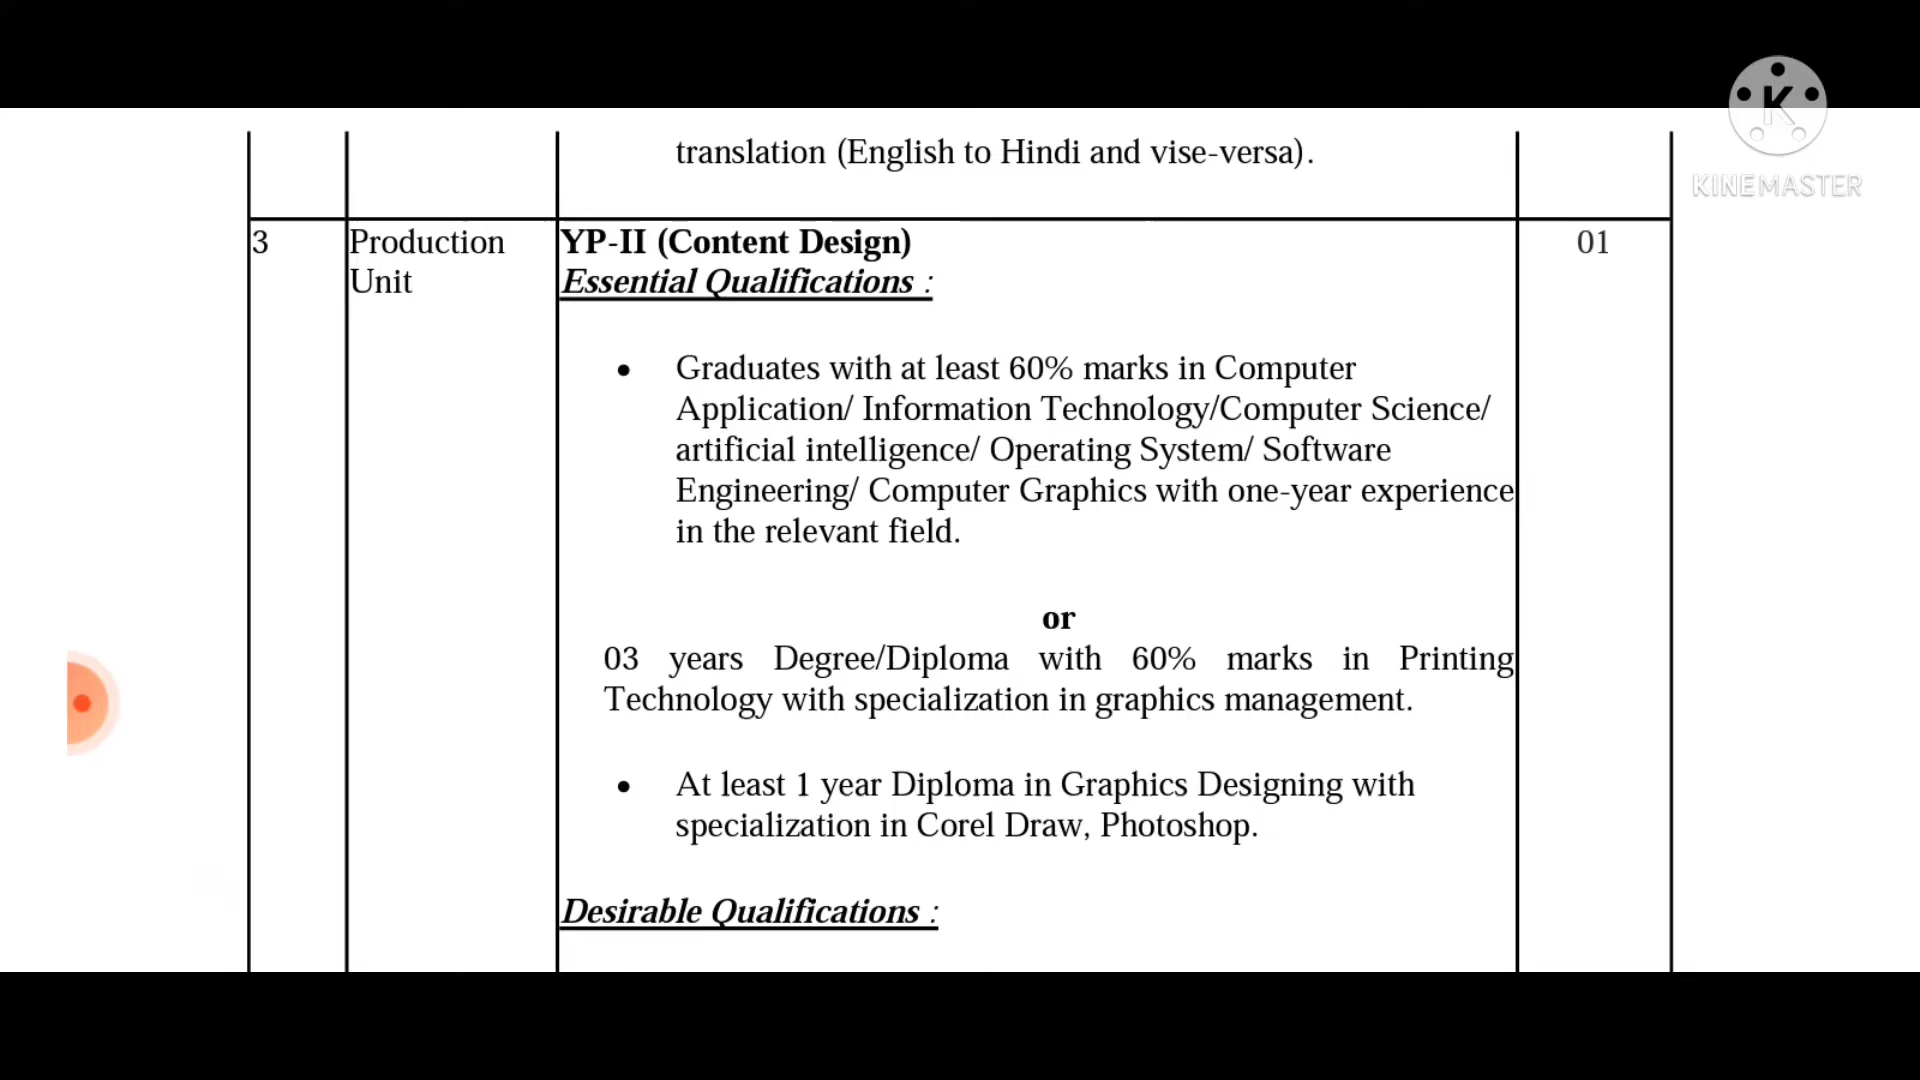 K
KINEMASTER
translation (English to Hindi and vise-versa).
3 Production YP-II (Content Design) 01
Unit Essential Qualifications :
• Graduates with at least 60% marks in Computer
Application/ Information Technology/Computer Science/
artificial intelligence/ Operating System/ Software
Engineering/ Computer Graphics with one-year experience
in the relevant field.
or
03 years Degree/Diploma with 60% marks in Printing
Technology with specialization in graphics management.
• At least 1 year Diploma in Graphics Designing with
specialization in Corel Draw, Photoshop.
Desirable Qualifications :